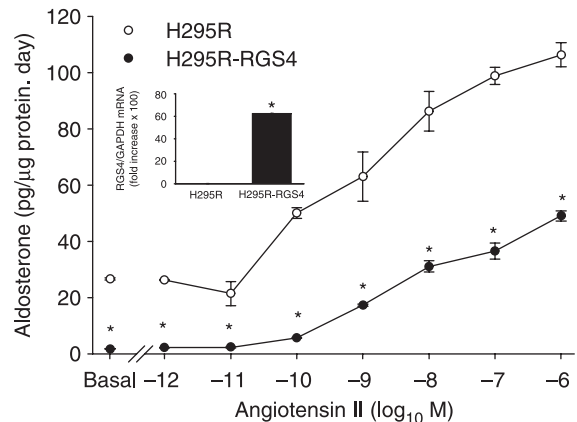 120
100
80
60
40
20
0
Aldosterone (pg/μg protein. day)
H295R
H295R-RGS4
RGS4/GAPDH mRNA
(fold increase x 100)
80
60
40
20
0
*
H295R
H295R-RGS4
* * * * * * * *
Basal –12 –11 –10 –9 –8 –7 –6
Angiotensin II (log10 M)